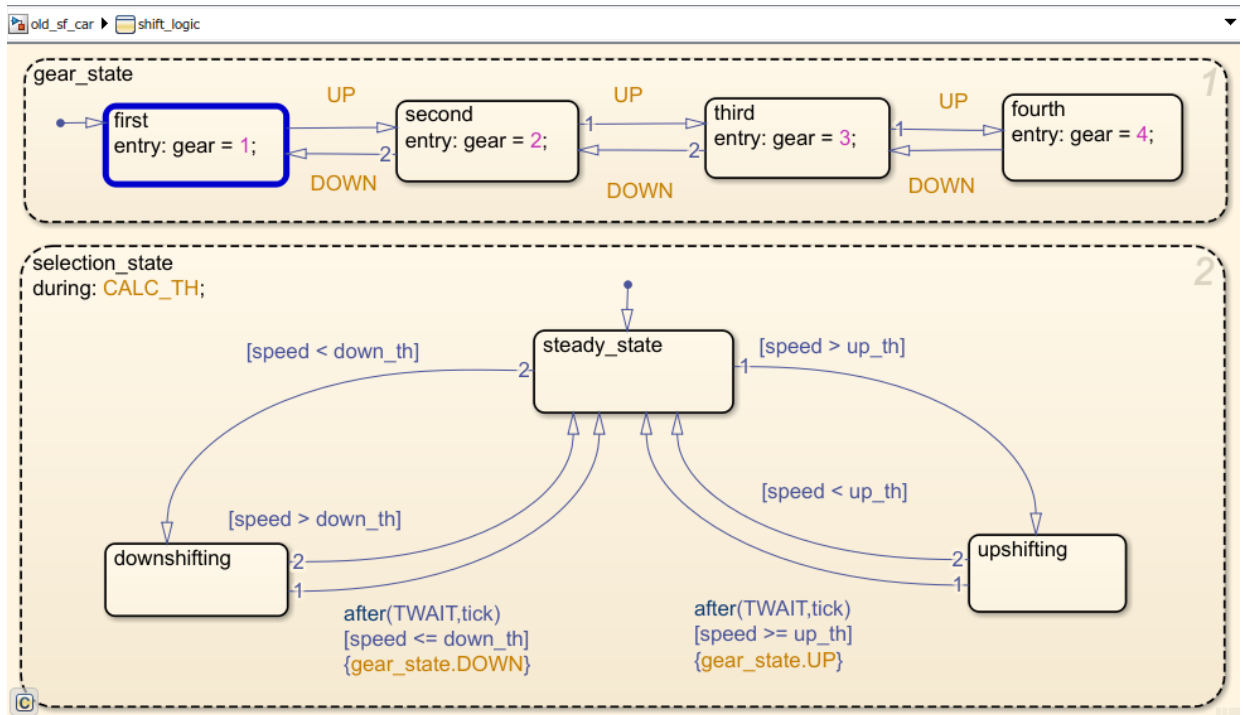 old_sf_car shift_logic
gear_state
1
first
entry: gear = 1;
UP
DOWN
2
second
entry: gear = 2;
1
UP
DOWN
2
third
entry: gear = 3;
1
UP
DOWN
fourth
entry: gear = 4;
selection_state
during: CALC_TH;
2
steady_state
[speed < down_th]
2
[speed > up_th]
1
[speed > down_th]
[speed < up_th]
downshifting
2
1
upshifting
2
1
after(TWAIT,tick)
[speed <= down_th]
{gear_state.DOWN}
after(TWAIT,tick)
[speed >= up_th]
{gear_state.UP}
C